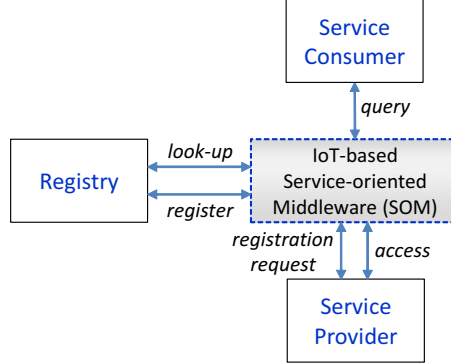 Service
Consumer
query
look-up
Registry
register
IoT-based
Service-oriented
Middleware (SOM)
registration
request
access
Service
Provider